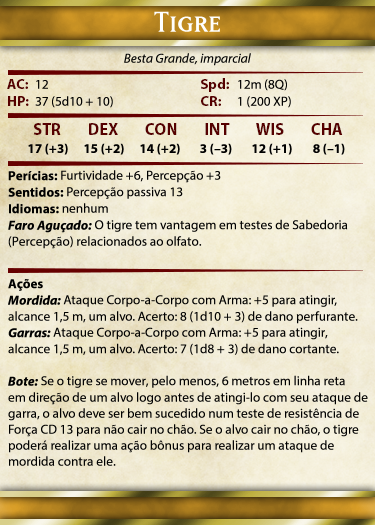 Tigre
Besta Grande, imparcial
AC: 12 Spd: 12m (8Q)
HP: 37 (5d10 + 10) CR: 1 (200 XP)
STR DEX CON INT WIS CHA
17 (+3) 15 (+2) 14 (+2) 3 (–3) 12 (+1) 8 (–1)
Perícias: Furtividade +6, Percepção +3
Sentidos: Percepção passiva 13
Idiomas: nenhum
Faro Aguçado: O tigre tem vantagem em testes de Sabedoria
(Percepção) relacionados ao olfato.
Ações
Mordida: Ataque Corpo-a-Corpo com Arma: +5 para atingir,
alcance 1,5 m, um alvo. Acerto: 8 (1d10 + 3) de dano perfurante.
Garras: Ataque Corpo-a-Corpo com Arma: +5 para atingir,
alcance 1,5 m, um alvo. Acerto: 7 (1d8 + 3) de dano cortante.
Bote: Se o tigre se mover, pelo menos, 6 metros em linha reta
em direção de um alvo logo antes de atingi-lo com seu ataque de
garra, o alvo deve ser bem sucedido num teste de resistência de
Força CD 13 para não cair no chão. Se o alvo cair no chão, o tigre
poderá realizar uma ação bônus para realizar um ataque de
mordida contra ele.